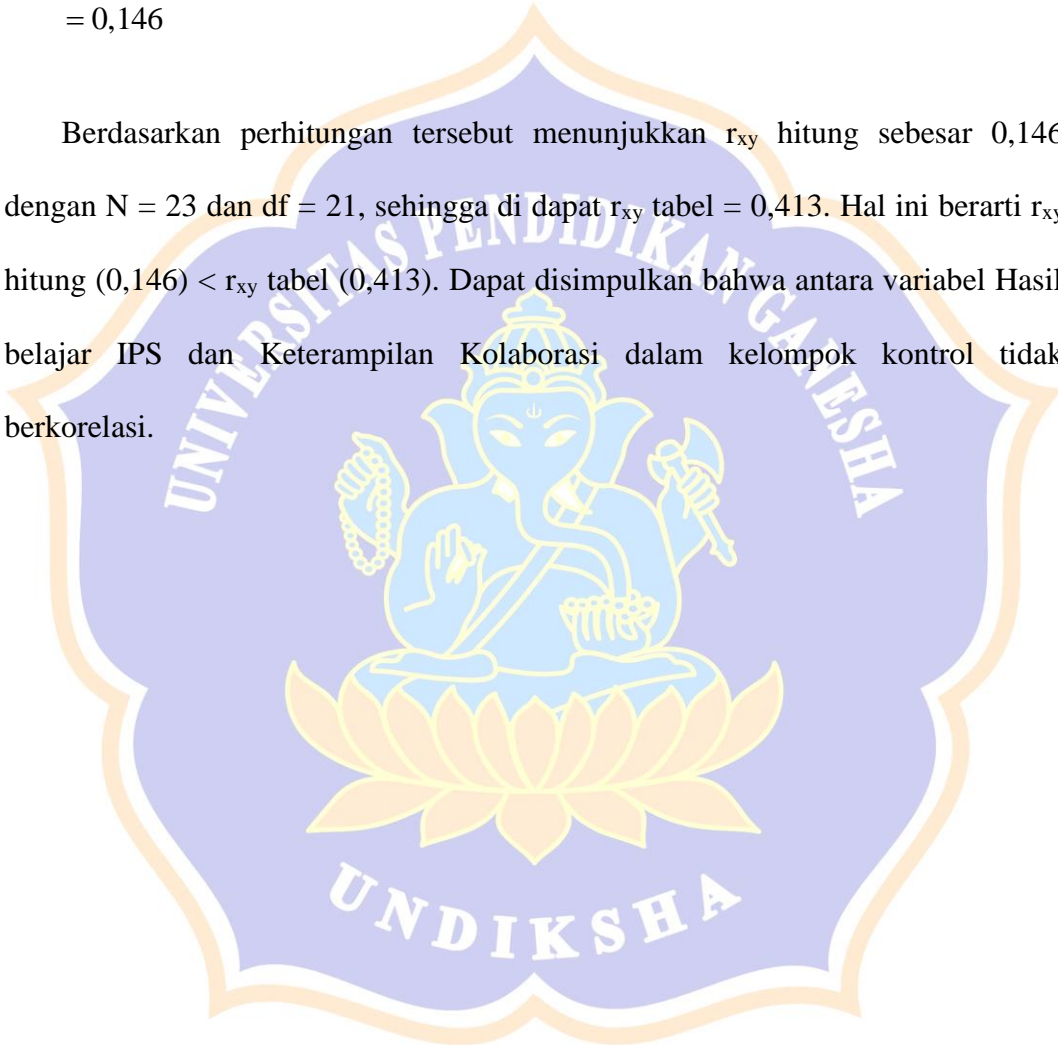 = 0,146
Berdasarkan perhitungan tersebut menunjukkan rxy hitung sebesar 0,146
dengan N = 23 dan df = 21, sehingga di dapat rxy tabel = 0,413. Hal ini berarti rxy
hitung (0,146) < rxy tabel (0,413). Dapat disimpulkan bahwa antara variabel Hasil
belajar IPS dan Keterampilan Kolaborasi dalam kelompok kontrol tidak
berkorelasi.
UNIVERSITAS PENDIDIKAN GANESHA
UNDIKSHA